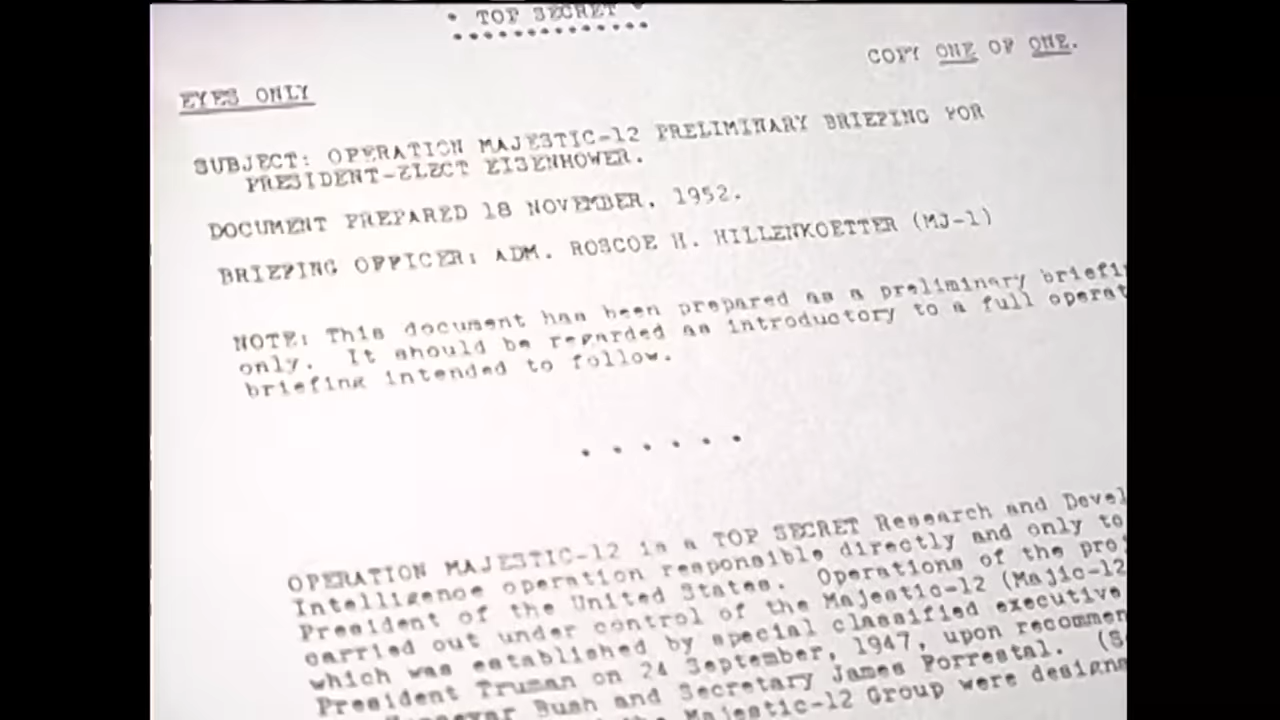 • TOP SECRET •
• • • • • • • • • • • • •
COPY ONE OF ONE.
EYES ONLY
SUBJECT: OPERATION MAJESTIC-12 PRELIMINARY BRIEFING FOR
PRESIDENT-ELECT EISENHOWER.
DOCUMENT PREPARED 18 NOVEMBER, 1952.
BRIEFING OFFICER: ADM. ROSCOE H. HILLENKOETTER (MJ-1)
NOTE: This document has been prepared as a preliminary briefi
only. It should be regarded as introductory to a full operat
briefing intended to follow.
• • • • • •
OPERATION MAJESTIC-12 is a TOP SECRET Research and Devel
Intelligence operation responsible directly and only to
President of the United States. Operations of the pro
carried out under control of the Majestic-12 (Majic-12
which was established by special classified executive
President Truman on 24 September, 1947, upon recommen
Bush and Secretary James Forrestal. (S
Majestic-12 Group were design